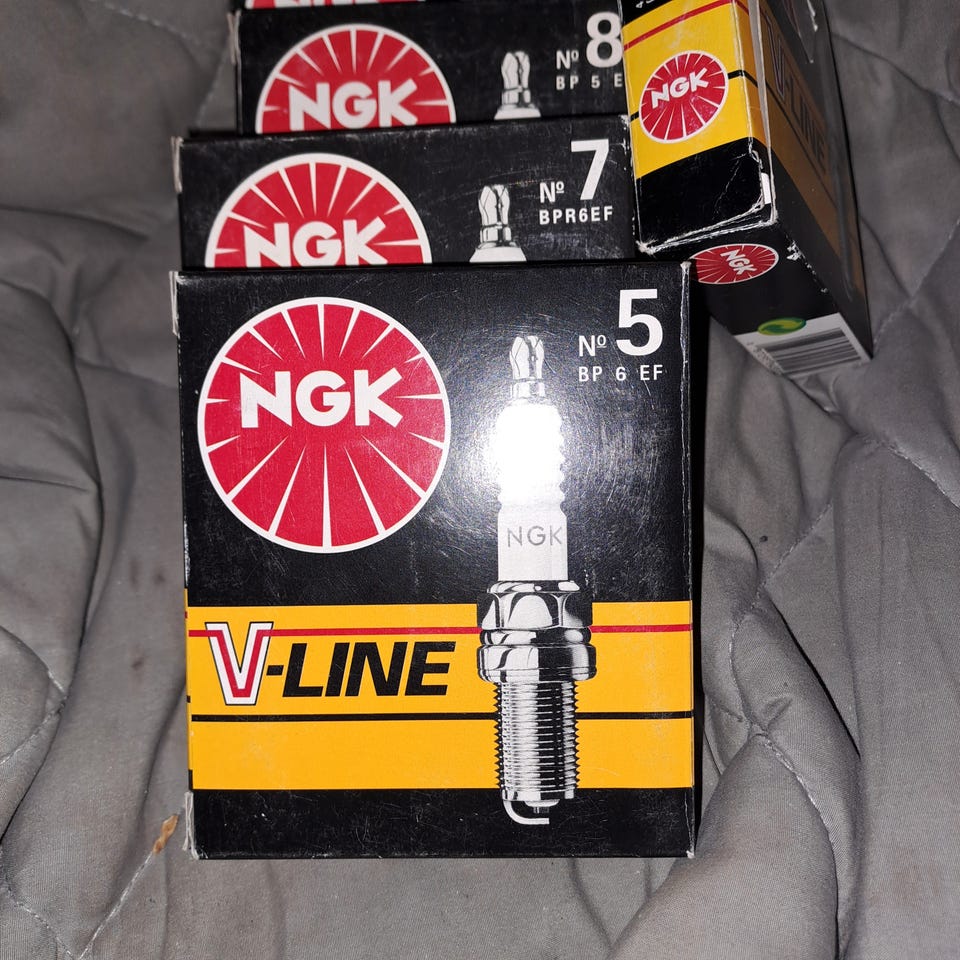 NGK
Nº 8
BP 5 E
NGK
V-LINE
NGK
NGK
Nº 7
BPR6EF
NGK
Nº 5
BP 6 EF
NGK
V-LINE